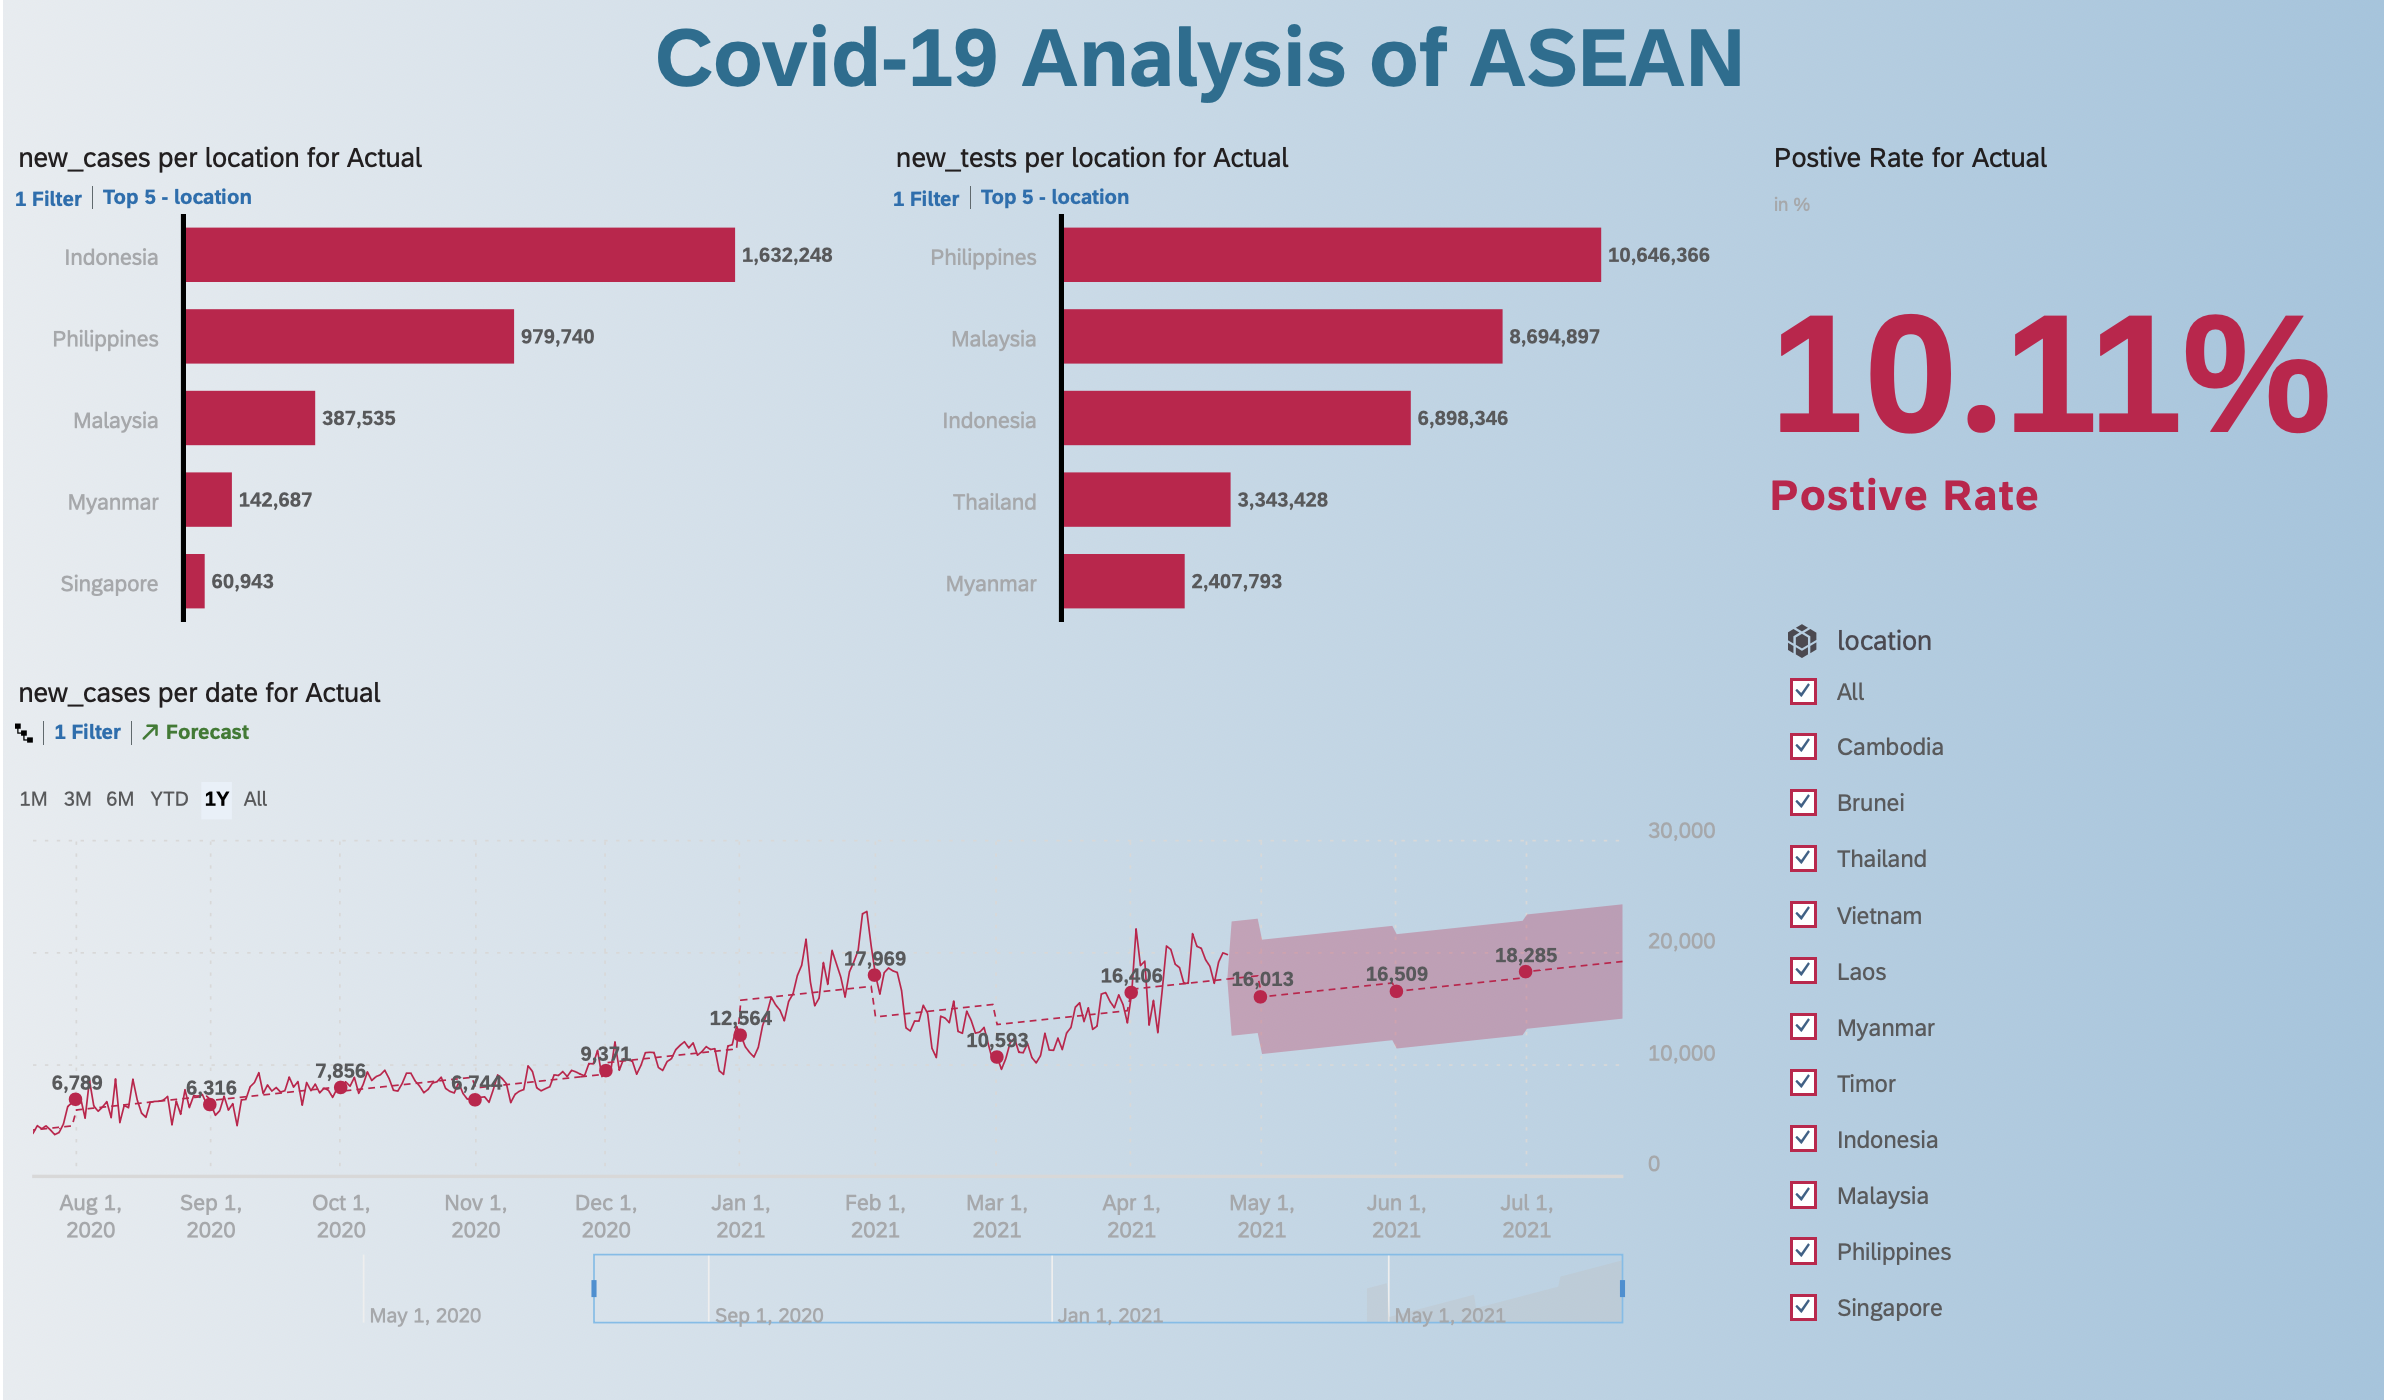 Covid-19 Analysis of ASEAN
new_cases per location for Actual
1 Filter | Top 5 - location
Indonesia 1,632,248
Philippines 979,740
Malaysia 387,535
Myanmar 142,687
Singapore 60,943
new_tests per location for Actual
1 Filter | Top 5 - location
Philippines 10,646,366
Malaysia 8,694,897
Indonesia 6,898,346
Thailand 3,343,428
Myanmar 2,407,793
Postive Rate for Actual
in %
10.11%
Postive Rate
new_cases per date for Actual
1 Filter | Forecast
1M 3M 6M YTD 1Y All
30,000
20,000
10,000
0
6,789
6,316
7,856
6,744
9,371
12,564
17,969
10,593
16,406
16,013
16,509
18,285
Aug 1, 2020
Sep 1, 2020
Oct 1, 2020
Nov 1, 2020
Dec 1, 2020
Jan 1, 2021
Feb 1, 2021
Mar 1, 2021
Apr 1, 2021
May 1, 2021
Jun 1, 2021
Jul 1, 2021
May 1, 2020
Sep 1, 2020
Jan 1, 2021
May 1, 2021
location
All
Cambodia
Brunei
Thailand
Vietnam
Laos
Myanmar
Timor
Indonesia
Malaysia
Philippines
Singapore